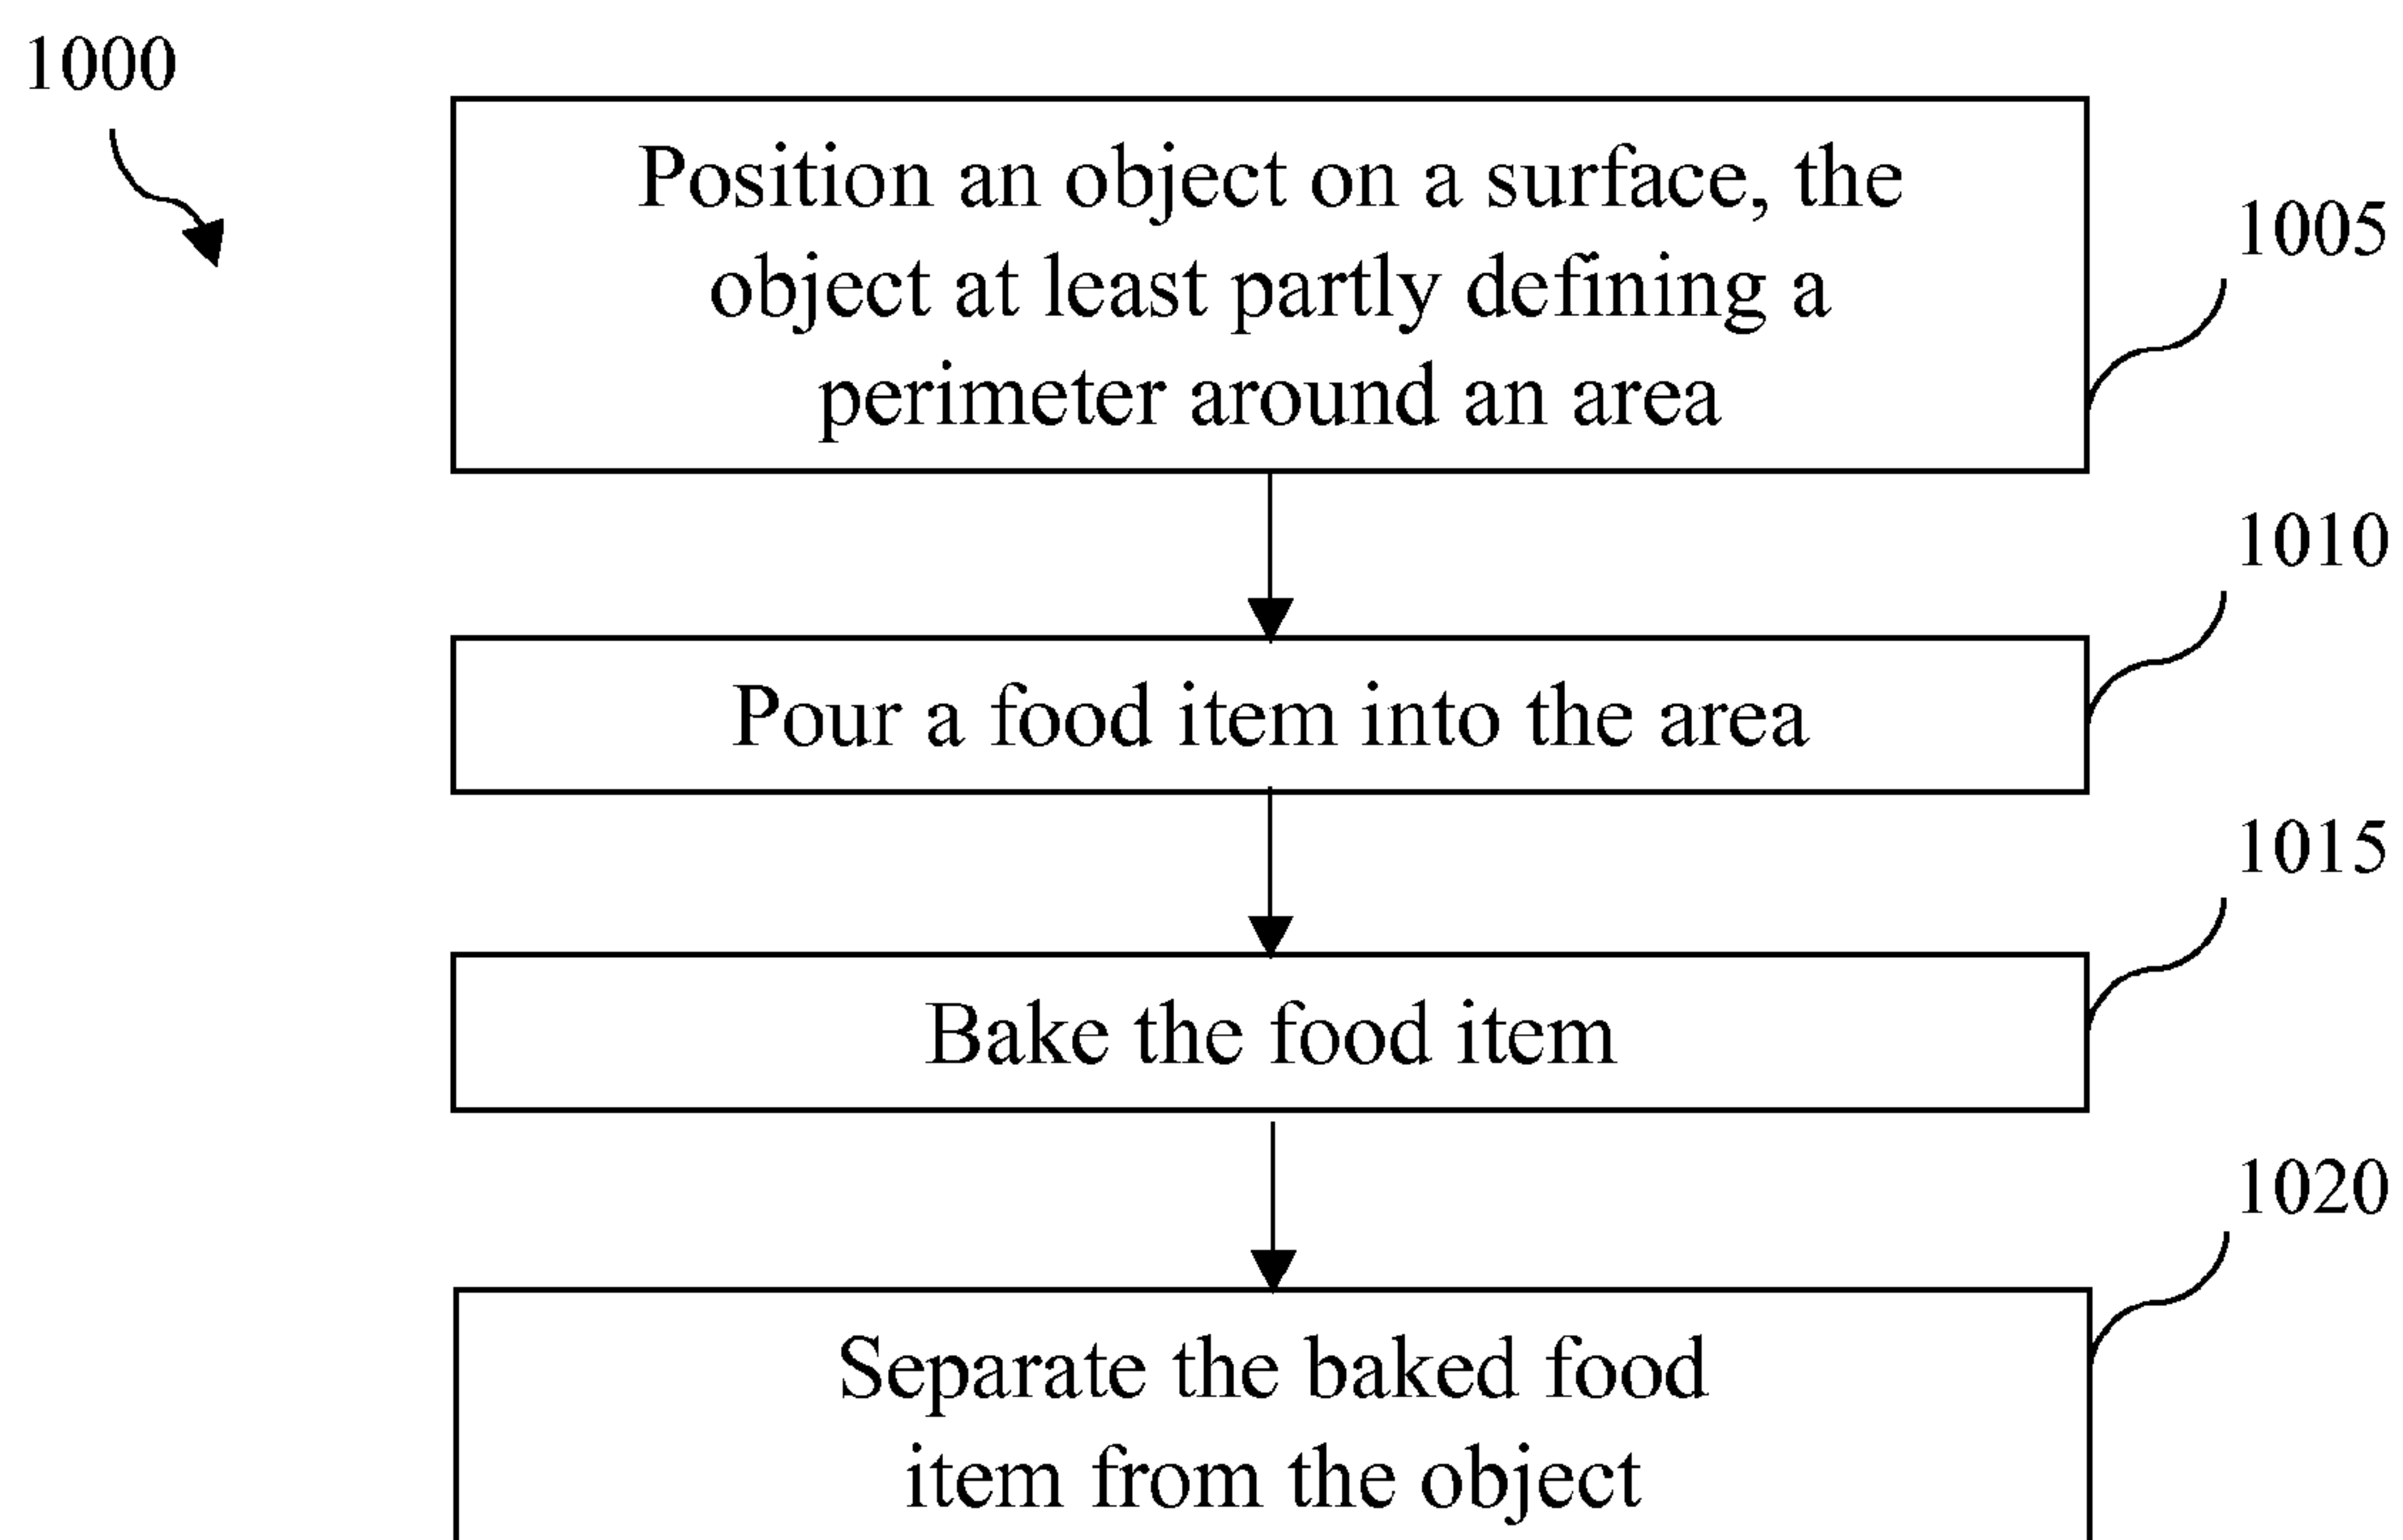 1000
Position an object on a surface, the
object at least partly defining a
perimeter around an area
1005
Pour a food item into the area
1010
Bake the food item
1015
Separate the baked food
item from the object
1020